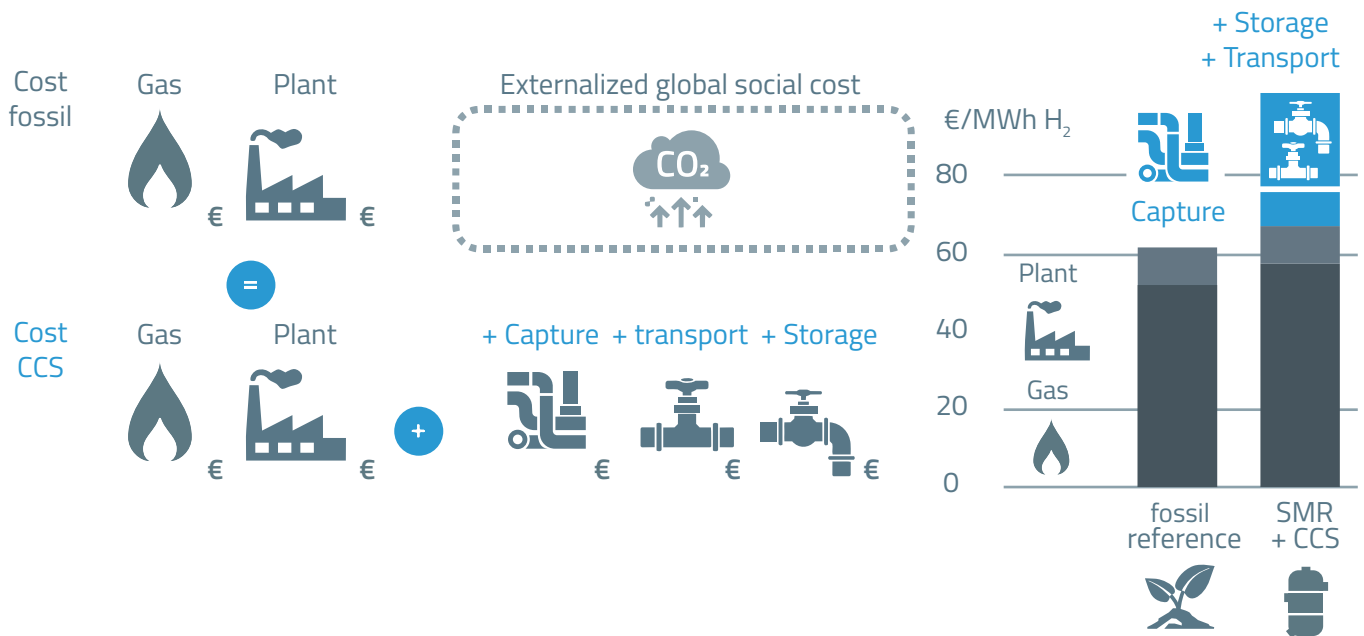 Cost
fossil
Gas
Plant
€
€
Externalized global social cost
CO₂
=
Cost
CCS
Gas
Plant
€
€
+
+ Capture + transport + Storage
€
€
€
+ Storage
+ Transport
€/MWh H₂
80
60
40
20
0
Capture
Plant
Gas
fossil
reference
SMR
+ CCS